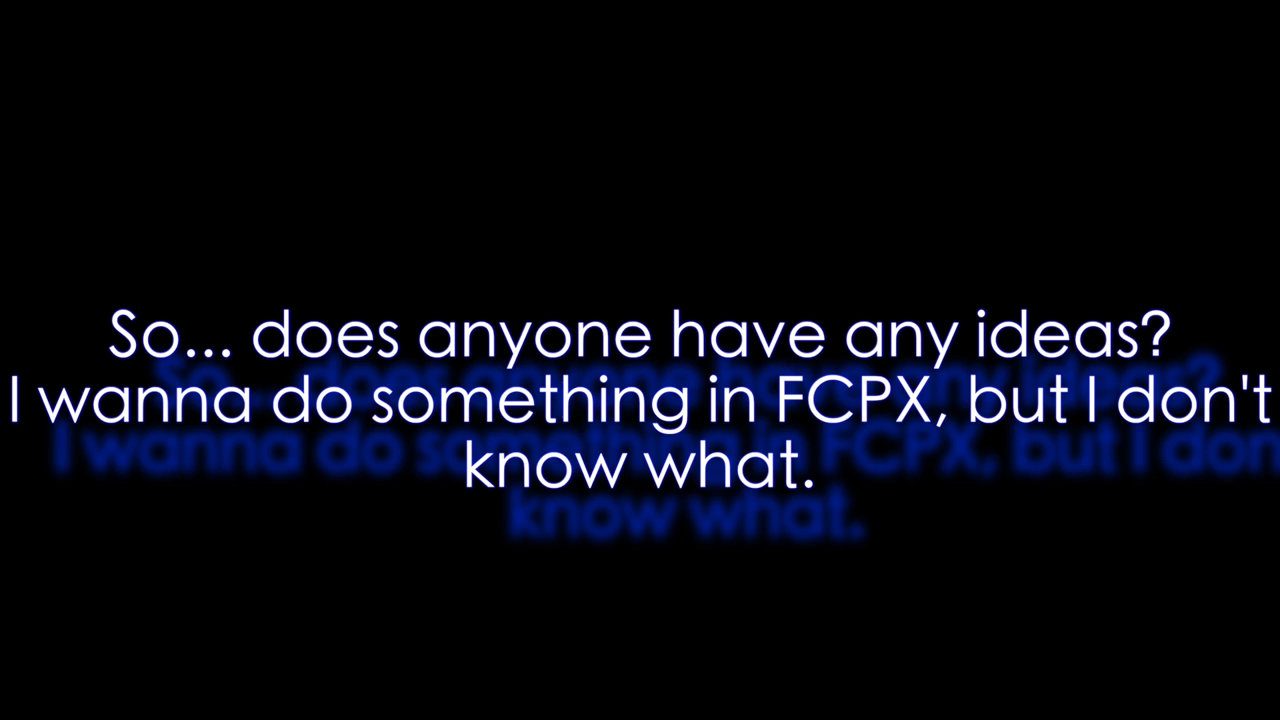 So... does anyone have any ideas?
I wanna do something in FCPX, but I don't
know what.